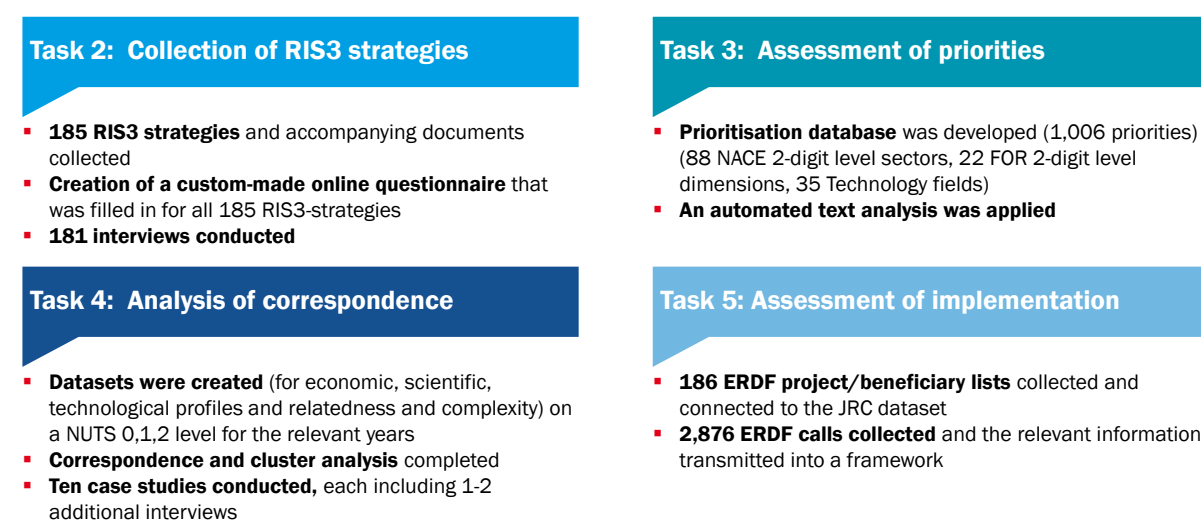 Task 2:  Collection of RIS3 strategies
▪ 185 RIS3 strategies and accompanying documents
collected
▪ Creation of a custom-made online questionnaire that
was filled in for all 185 RIS3-strategies
▪ 181 interviews conducted
Task 3:  Assessment of priorities
▪ Prioritisation database was developed (1,006 priorities)
(88 NACE 2-digit level sectors, 22 FOR 2-digit level
dimensions, 35 Technology fields)
▪ An automated text analysis was applied
Task 4:  Analysis of correspondence
▪ Datasets were created (for economic, scientific,
technological profiles and relatedness and complexity) on
a NUTS 0,1,2 level for the relevant years
▪ Correspondence and cluster analysis completed
▪ Ten case studies conducted, each including 1-2
additional interviews
Task 5: Assessment of implementation
▪ 186 ERDF project/beneficiary lists collected and
connected to the JRC dataset
▪ 2,876 ERDF calls collected and the relevant information
transmitted into a framework